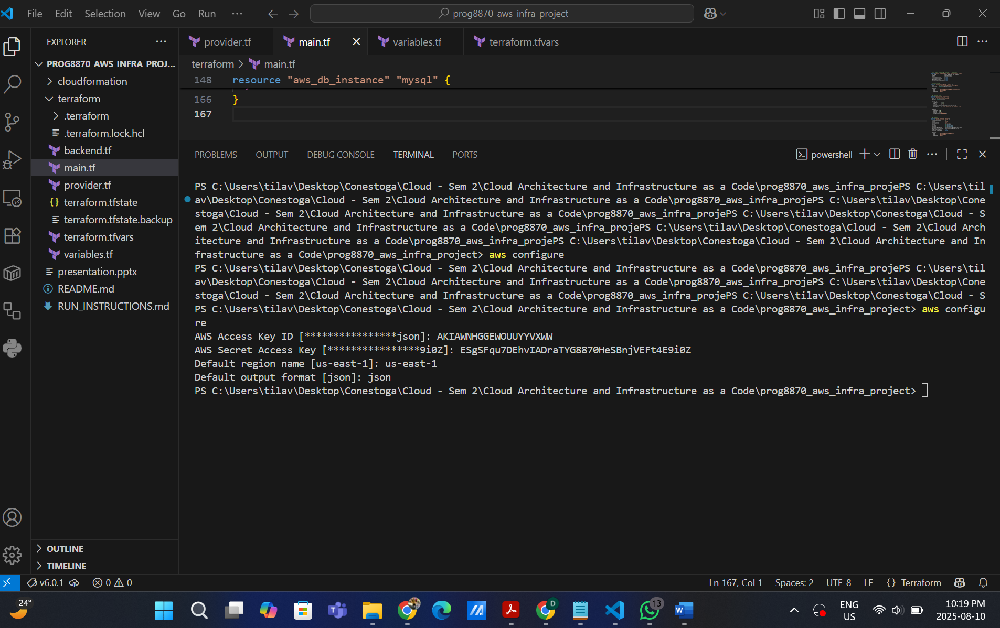 File Edit Selection View Go Run ···
prog8870_aws_infra_project
EXPLORER
PROG8870_AWS_INFRA_PROJ...
cloudformation
terraform
.terraform
.terraform.lock.hcl
backend.tf
main.tf
provider.tf
terraform.tfstate
terraform.tfstate.backup
terraform.tfvars
variables.tf
presentation.pptx
README.md
RUN_INSTRUCTIONS.md
OUTLINE
TIMELINE
provider.tf main.tf variables.tf terraform.tfvars
terraform > main.tf
148 resource "aws_db_instance" "mysql" {
166 }
167
PROBLEMS OUTPUT DEBUG CONSOLE TERMINAL PORTS
powershell
PS C:\Users\tilav\Desktop\Conestoga\Cloud - Sem 2\Cloud Architecture and Infrastructure as a Code\prog8870_aws_infra_projePS C:\Users\til
av\Desktop\Conestoga\Cloud - Sem 2\Cloud Architecture and Infrastructure as a Code\prog8870_aws_infra_projePS C:\Users\tilav\Desktop\Cone
stoga\Cloud - Sem 2\Cloud Architecture and Infrastructure as a Code\prog8870_aws_infra_projePS C:\Users\tilav\Desktop\Conestoga\Cloud - S
em 2\Cloud Architecture and Infrastructure as a Code\prog8870_aws_infra_projePS C:\Users\tilav\Desktop\Conestoga\Cloud - Sem 2\Cloud Arch
itecture and Infrastructure as a Code\prog8870_aws_infra_projePS C:\Users\tilav\Desktop\Conestoga\Cloud - Sem 2\Cloud Architecture and In
frastructure as a Code\prog8870_aws_infra_project> aws configure
PS C:\Users\tilav\Desktop\Conestoga\Cloud - Sem 2\Cloud Architecture and Infrastructure as a Code\prog8870_aws_infra_projePS C:\Users\til
av\Desktop\Conestoga\Cloud - Sem 2\Cloud Architecture and Infrastructure as a Code\prog8870_aws_infra_projePS C:\Users\tilav\Desktop\Cone
stoga\Cloud - Sem 2\Cloud Architecture and Infrastructure as a Code\prog8870_aws_infra_projePS C:\Users\tilav\Desktop\Conestoga\Cloud - S
PS C:\Users\tilav\Desktop\Conestoga\Cloud - Sem 2\Cloud Architecture and Infrastructure as a Code\prog8870_aws_infra_project> aws configu
re
AWS Access Key ID [****************json]: AKIAWNHGGEWOUUYYVXWW
AWS Secret Access Key [****************9i0Z]: 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
Default region name [us-east-1]: us-east-1
Default output format [json]: json
PS C:\Users\tilav\Desktop\Conestoga\Cloud - Sem 2\Cloud Architecture and Infrastructure as a Code\prog8870_aws_infra_project>
v6.0.1 0 0 Ln 167, Col 1 Spaces: 2 UTF-8 LF {} Terraform
24°
D
13
ENG
US
10:19 PM
2025-08-10